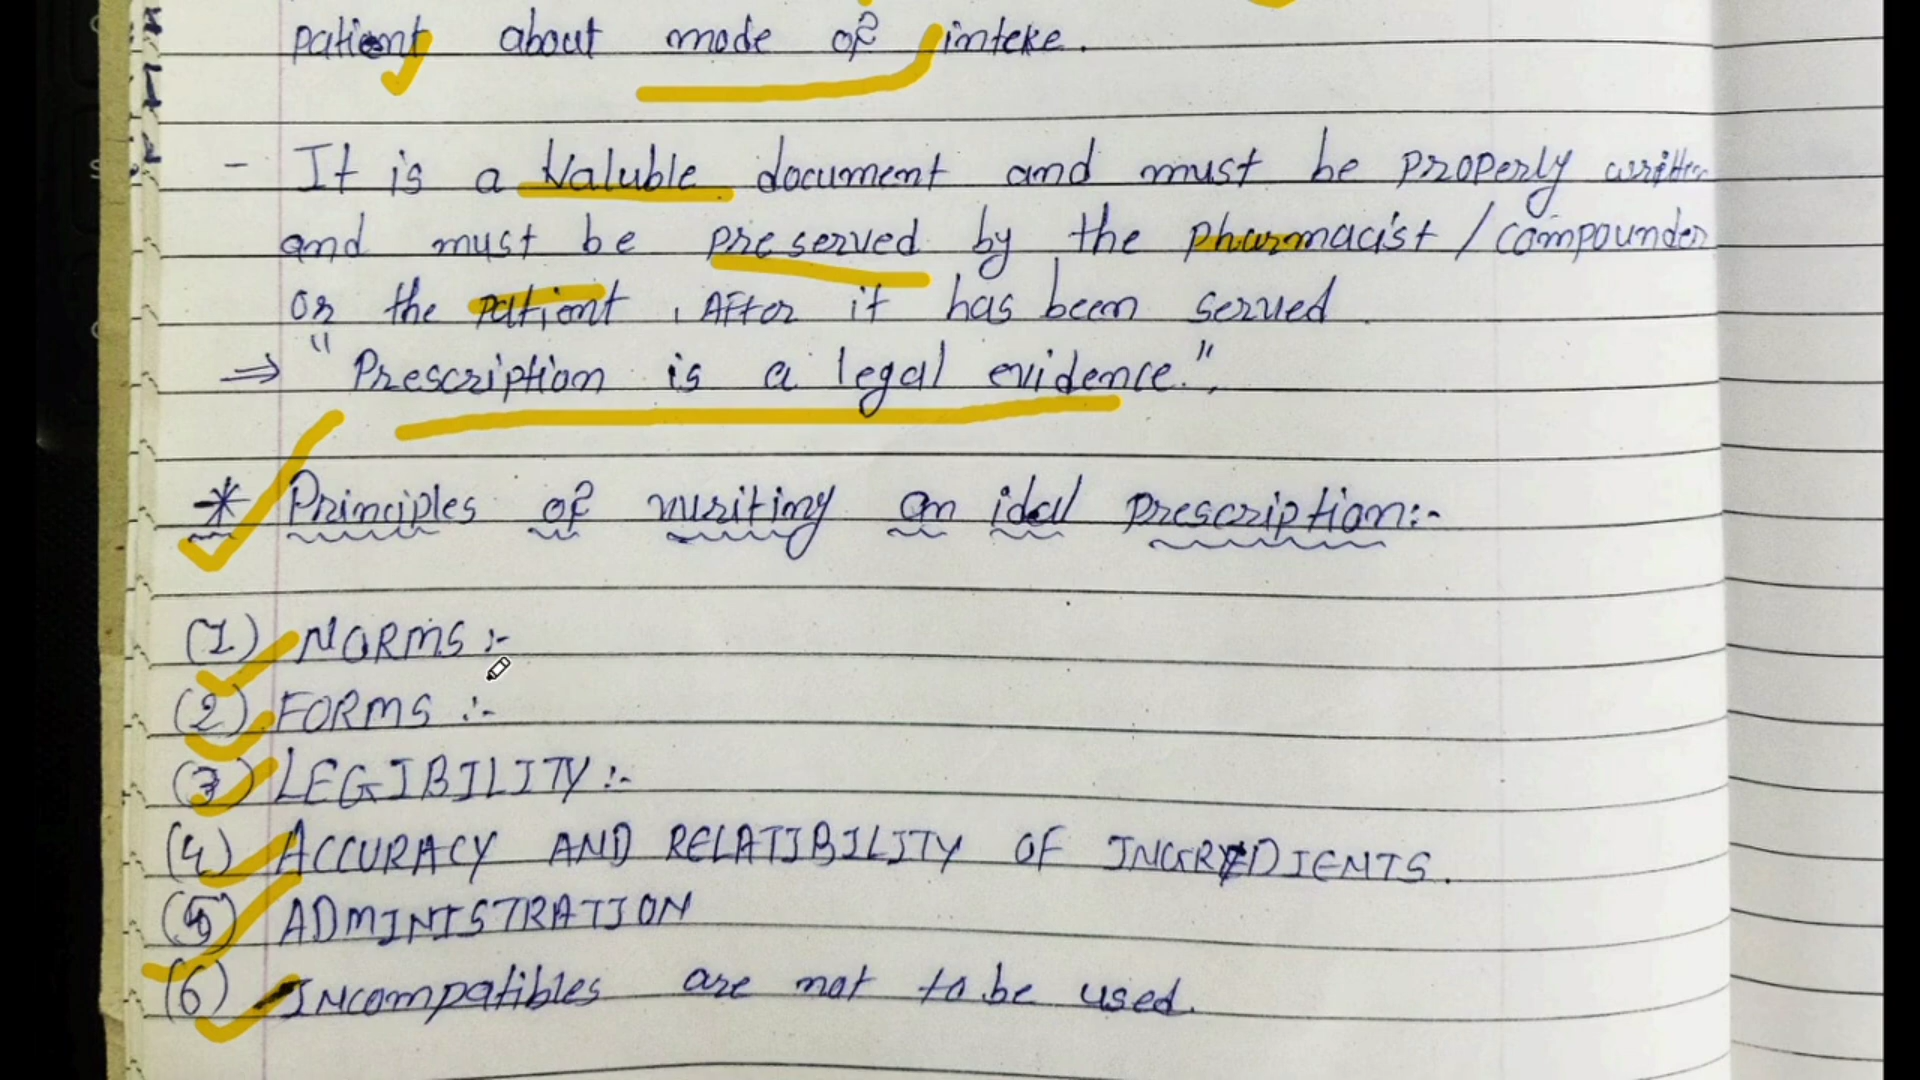 patient about mode of inteke.
- It is a Valuble document and must be properly written
and must be preserved by the pharmacist / compounder
or the patient , After it has been served.
⇒ "Prescription is a legal evidence."
* Principles of writing an ideal prescription:-
(1) NORMS :-
(2) FORMS :-
(3) LEGIBILITY :-
(4) ACCURACY AND RELATIBILITY OF INGREDIENTS.
(5) ADMINISTRATION
(6) INcompatibles are not to be used.